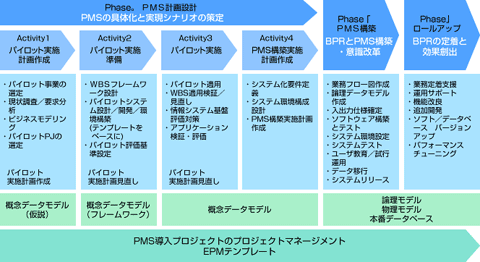 Phase。 PMS計画設計
PMSの具体化と実現シナリオの策定
Phase「
PMS構築
BPRとPMS構築
・意識改革
Phase」
ロールアップ
BPRの定着と
効果創出
Activity1
パイロット実施
計画作成
Activity2
パイロット実施
準備
Activity3
パイロット実施
Activity4
PMS構築実施
計画作成
・パイロット事業の
選定
・現状調査／要求分
析
・ビジネスモデリン
グ
・パイロットPJの
選定
パイロット
実施計画作成
・WBSフレームワ
ーク設計
・パイロットシステ
ム設計／開発／環
境構築
(テンプレートを
ベースに)
・パイロット評価基
準設定
パイロット
実施計画見直し
・パイロット適用
・WBS適用検証／
見直し
・情報システム基盤
評価対策
・アプリケーション
検証・評価
パイロット
実施計画見直し
・システム化要件定
義
・システム環境構成
設計
・PMS構築実施計画
作成
・業務フロー図作成
・論理データモデル
作成
・入出力仕様確定
・ソフトウェア構築
とテスト
・システム環境設定
・システムテスト
・ユーザ教育／試行
運用
・データ移行
・システムリリース
・業務定着支援
・運用サポート
・機能改良
・追加開発
・ソフト／データベ
ース バージョン
アップ
・パフォーマンス
チューニング
概念データモデル
（仮説）
概念データモデル
（フレームワーク）
概念データモデル
論理モデル
物理モデル
本番データベース
PMS導入プロジェクトのプロジェクトマネージメント
EPMテンプレート